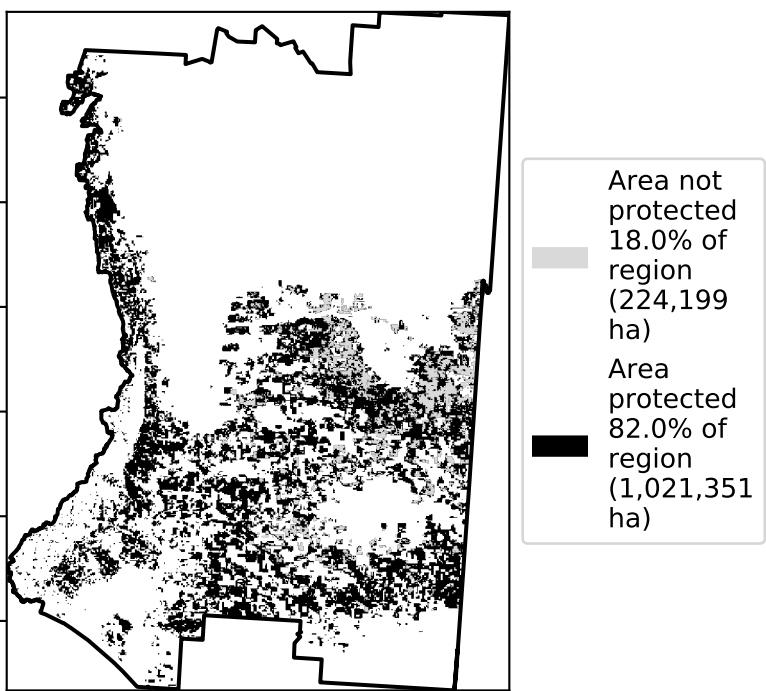 Area not
protected
18.0% of
region
(224,199
ha)
Area
protected
82.0% of
region
(1,021,351
ha)